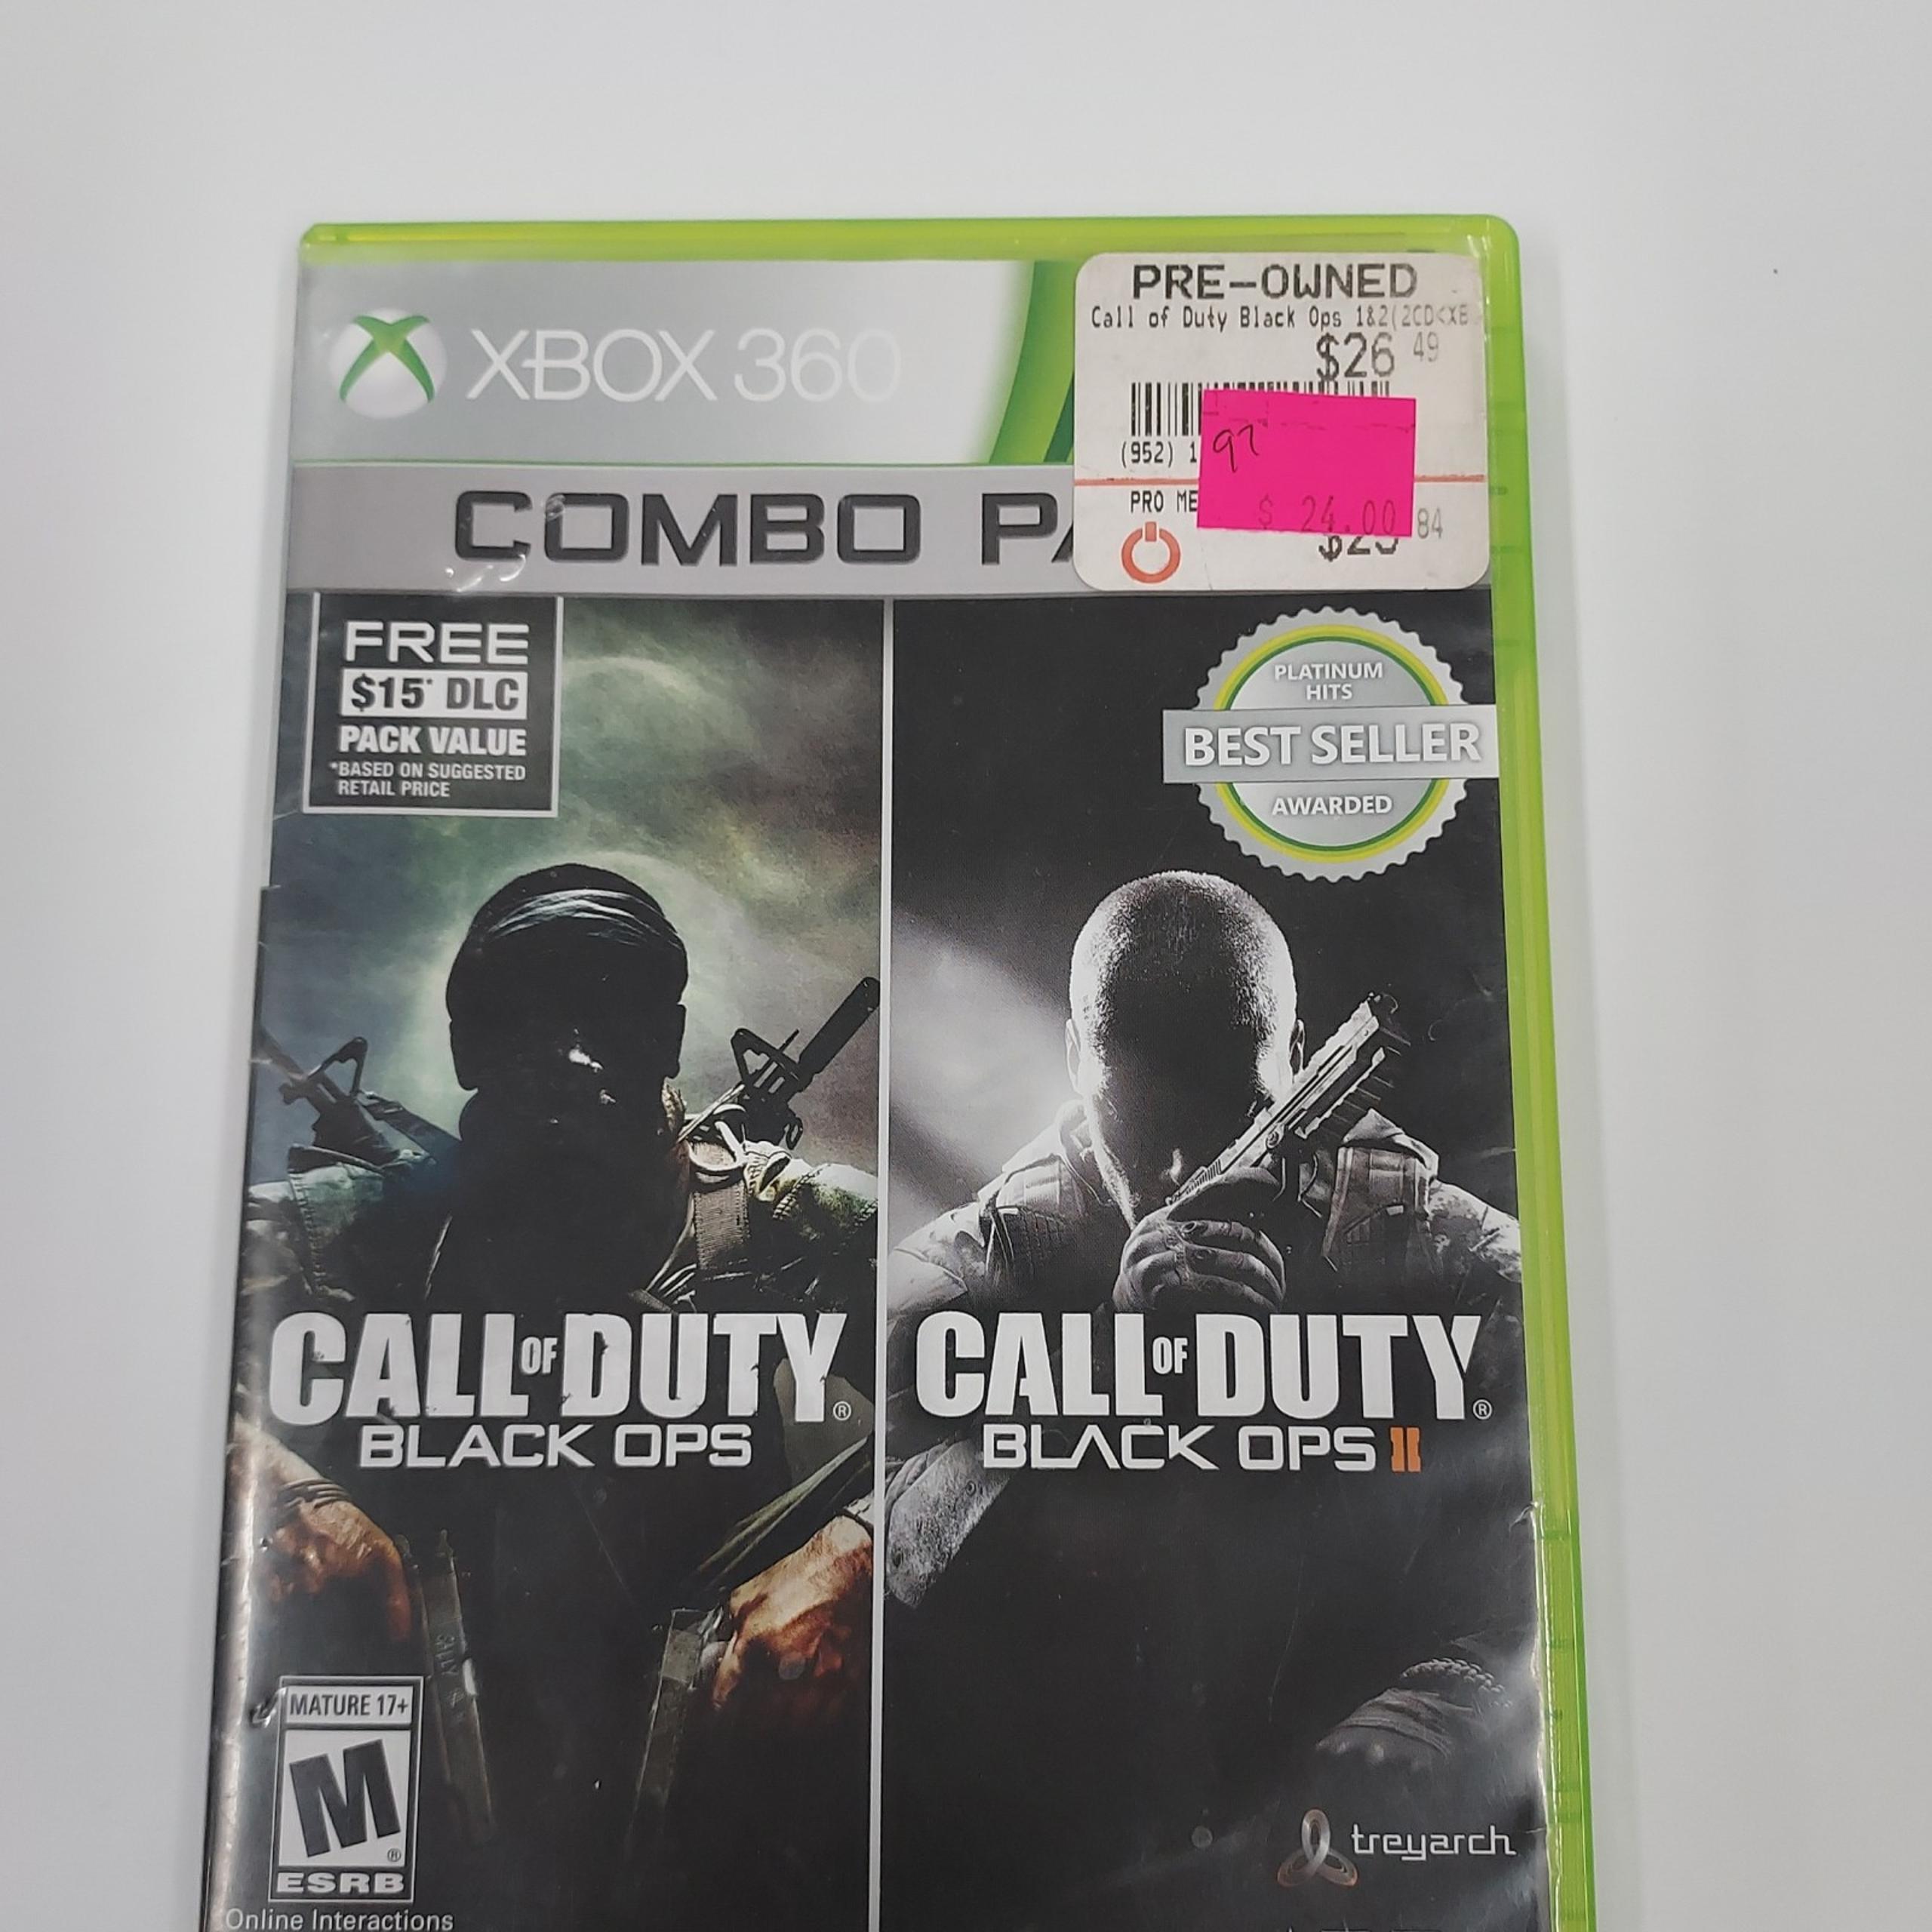 PRE-OWNED
Call of Duty Black Ops 1&2(2CD<XB
$26 49
(952) 1
97
PRO ME
$ 24.00
84
XBOX 360
COMBO PA
FREE
$15* DLC
PACK VALUE
*BASED ON SUGGESTED
RETAIL PRICE
PLATINUM
HITS
BEST SELLER
AWARDED
CALL OF DUTY®
BLACK OPS
CALL OF DUTY®
BLACK OPS II
MATURE 17+
M®
ESRB
treyarch
Online Interactions